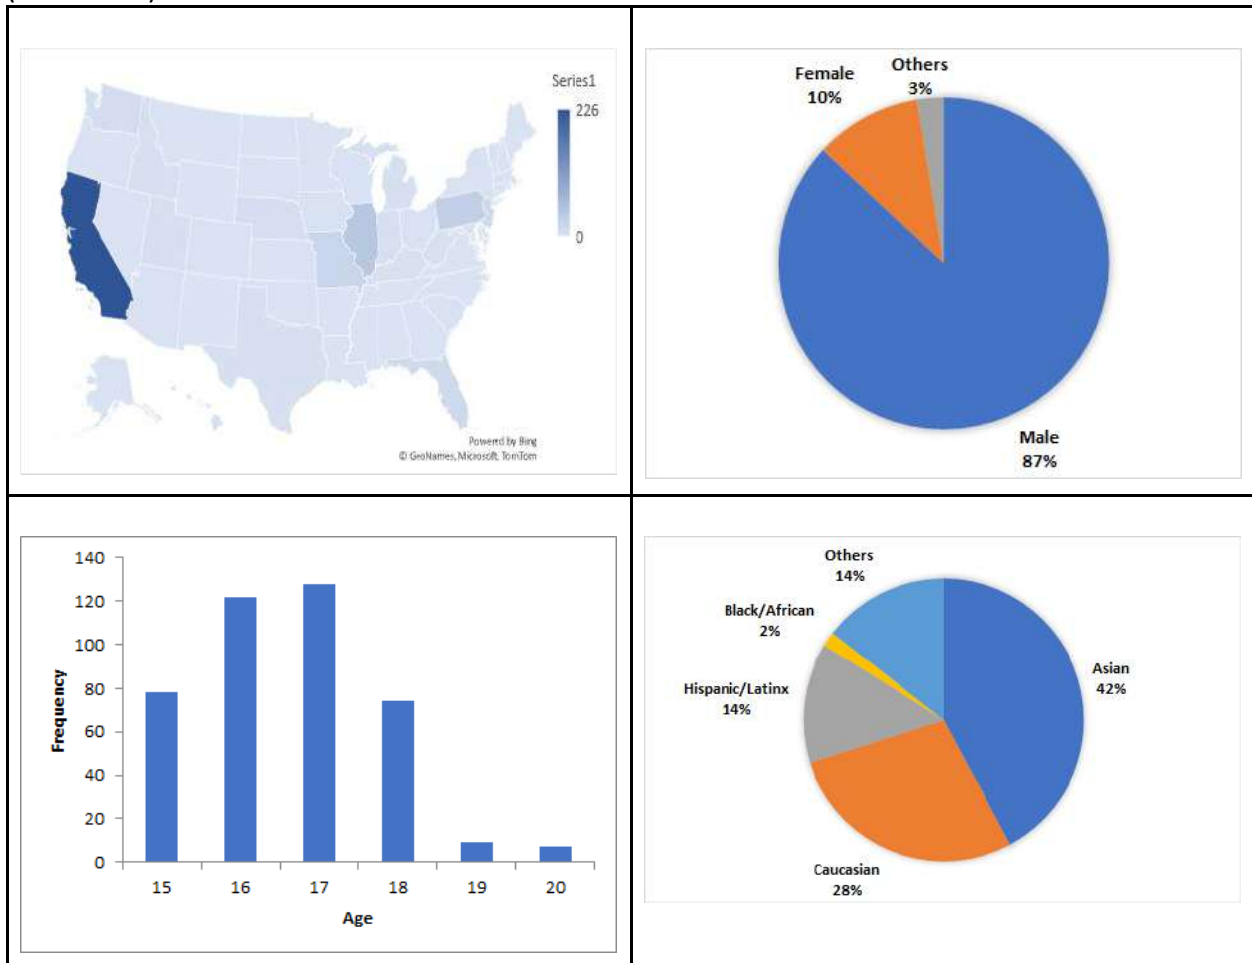 Series1
226
0
Powered by Bing
© GeoNames, Microsoft, TomTom
Others
3%
Female
10%
Male
87%
140
120
100
80
60
40
20
0
Frequency
15 16 17 18 19 20
Age
Others
14%
Black/African
2%
Hispanic/Latinx
14%
Asian
42%
Caucasian
28%